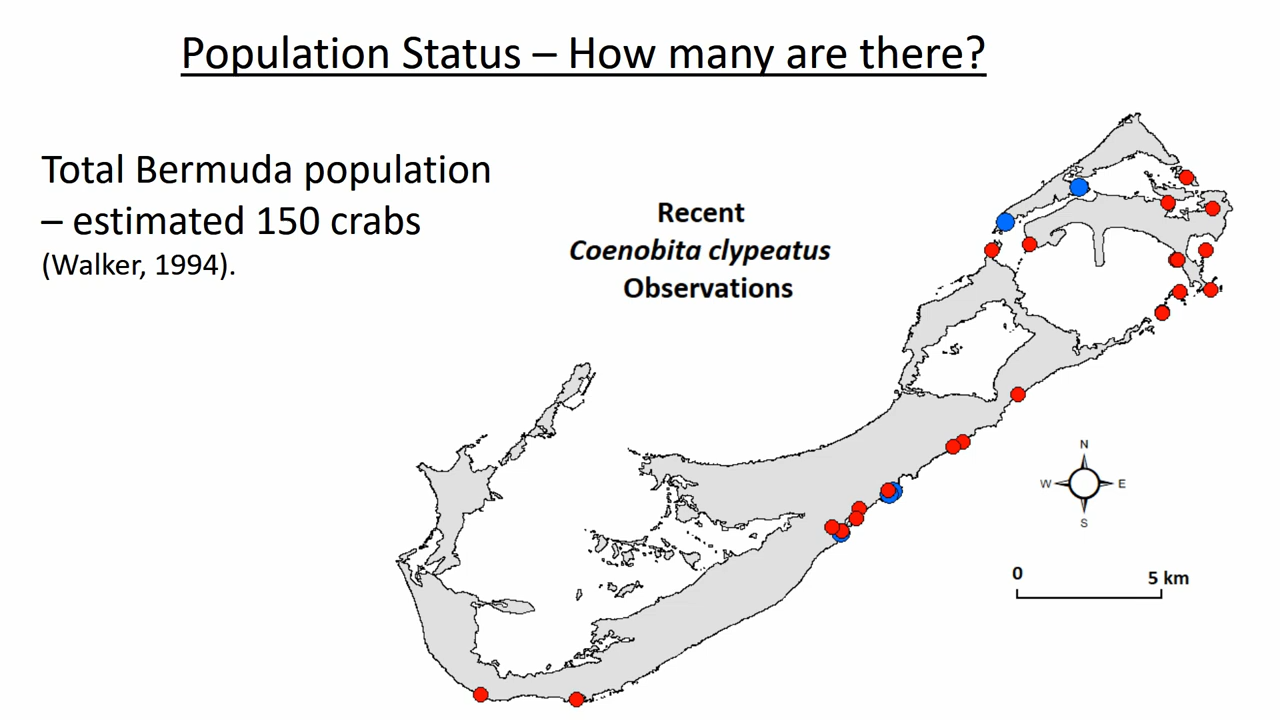 Population Status – How many are there?
Total Bermuda population
– estimated 150 crabs
(Walker, 1994).
Recent
Coenobita clypeatus
Observations
N
W
E
S
0
5 km